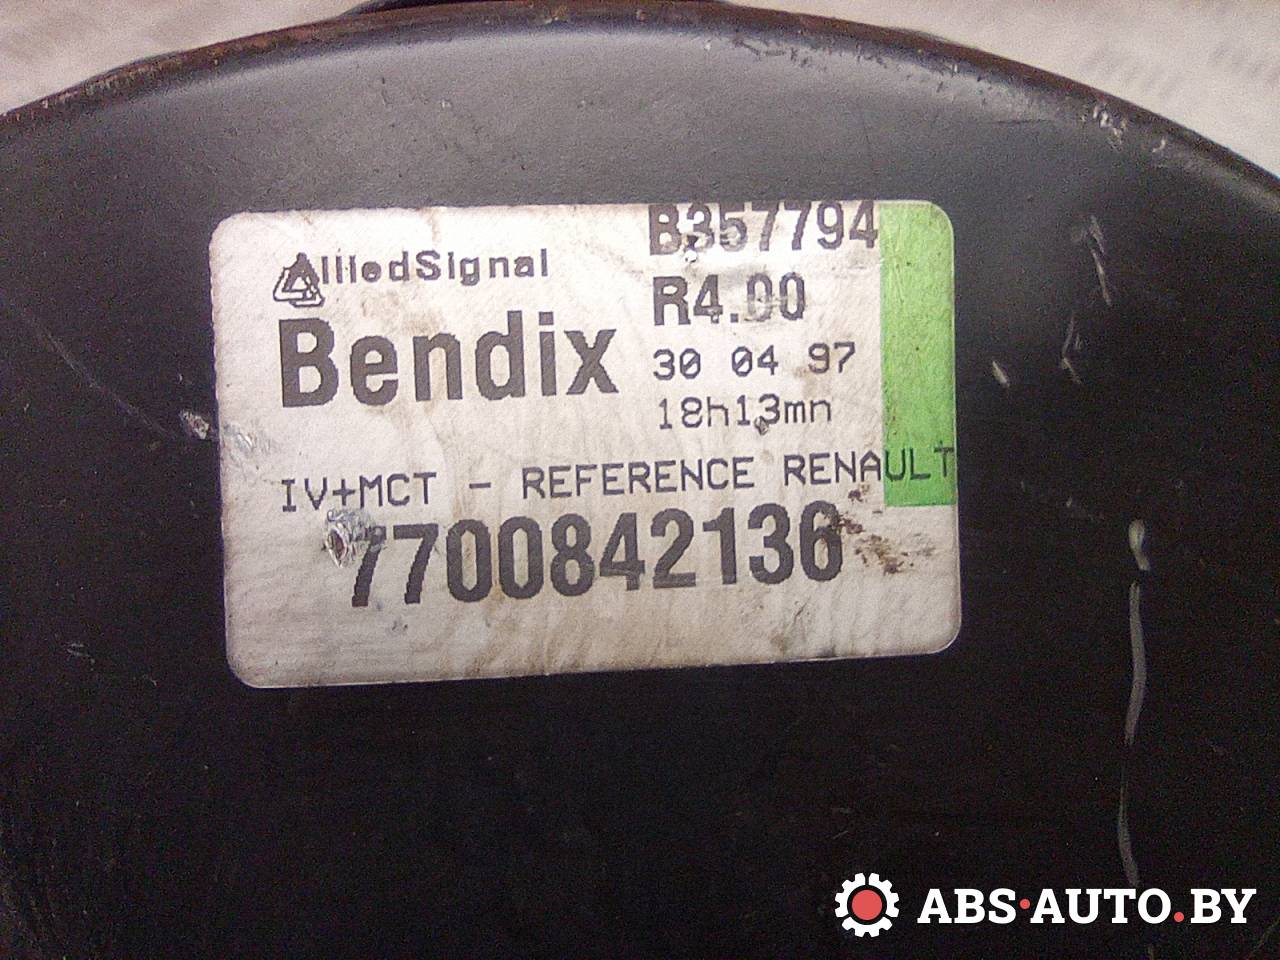 AlliedSignal
Bendix
B357794
R4.00
30 04 97
18h13mn
IV+MCT - REFERENCE RENAULT
7700842136
ABS·AUTO.BY